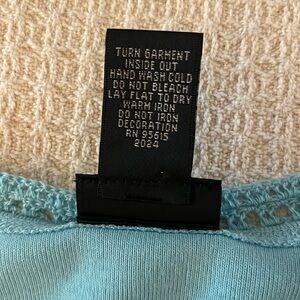 TURN GARMENT
INSIDE OUT
HAND WASH COLD
DO NOT BLEACH
LAY FLAT TO DRY
WARM IRON
DO NOT IRON
DECORATION
RN 95615
2024